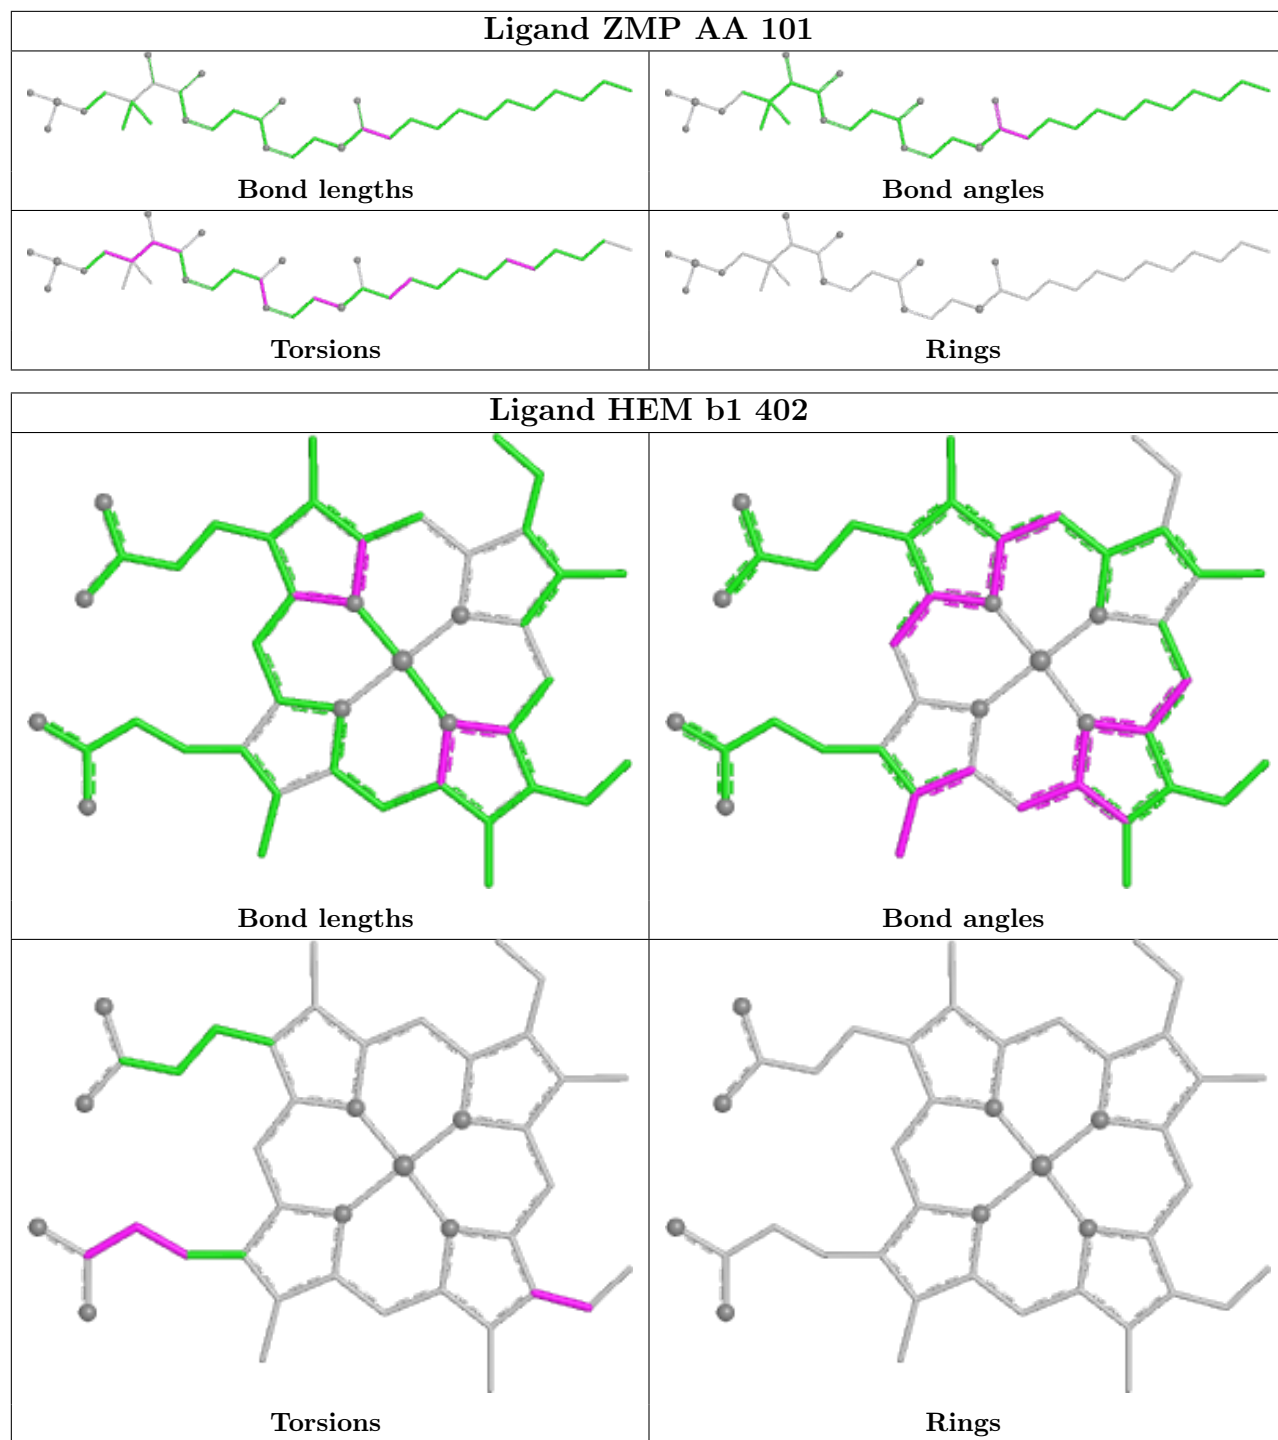 Ligand ZMP AA 101
Bond lengths
Bond angles
Torsions
Rings
Ligand HEM b1 402
Bond lengths
Bond angles
Torsions
Rings